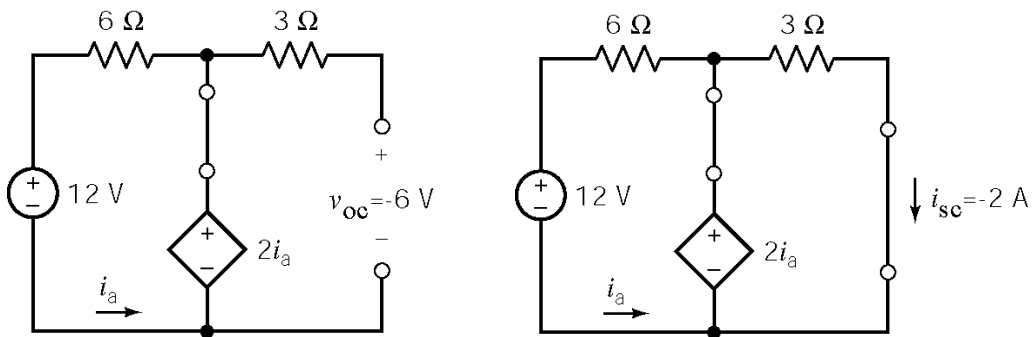 6 Ω 3 Ω
+
−
12 V
+
v_oc=-6 V
−
+
−
2i_a
i_a
6 Ω 3 Ω
+
−
12 V
i_sc=-2 A
+
−
2i_a
i_a